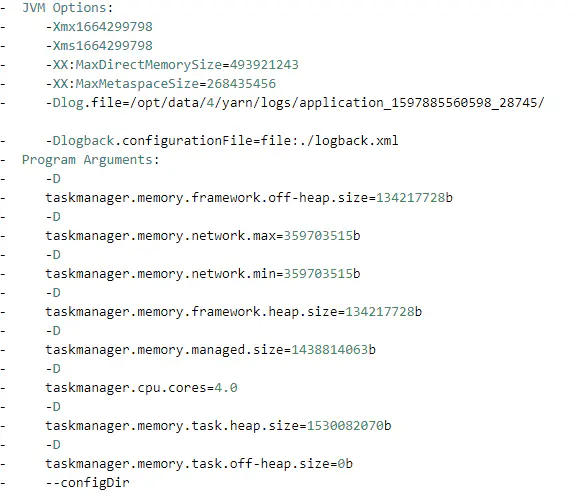 - JVM Options:
- -Xmx1664299798
- -Xms1664299798
- -XX:MaxDirectMemorySize=493921243
- -XX:MaxMetaspaceSize=268435456
- -Dlog.file=/opt/data/4/yarn/logs/application_1597885560598_28745/
- -Dlogback.configurationFile=file:./logback.xml
- Program Arguments:
- -D
- taskmanager.memory.framework.off-heap.size=134217728b
- -D
- taskmanager.memory.network.max=359703515b
- -D
- taskmanager.memory.network.min=359703515b
- -D
- taskmanager.memory.framework.heap.size=134217728b
- -D
- taskmanager.memory.managed.size=1438814063b
- -D
- taskmanager.cpu.cores=4.0
- -D
- taskmanager.memory.task.heap.size=1530082070b
- -D
- taskmanager.memory.task.off-heap.size=0b
- --configDir